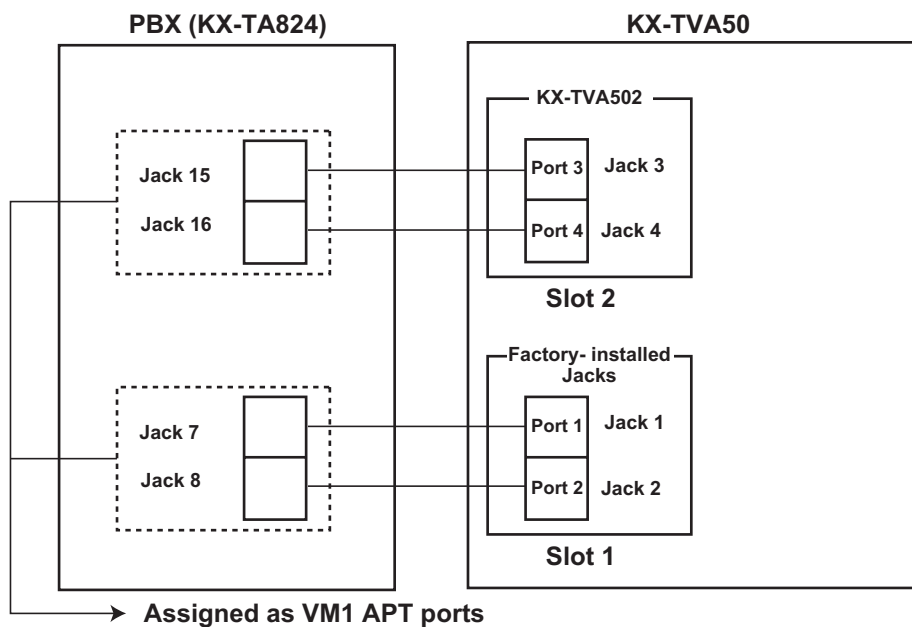 PBX (KX-TA824)
KX-TVA50
KX-TVA502
Jack 15
Port 3
Jack 3
Jack 16
Port 4
Jack 4
Slot 2
Factory- installed
Jacks
Jack 7
Port 1
Jack 1
Jack 8
Port 2
Jack 2
Slot 1
Assigned as VM1 APT ports